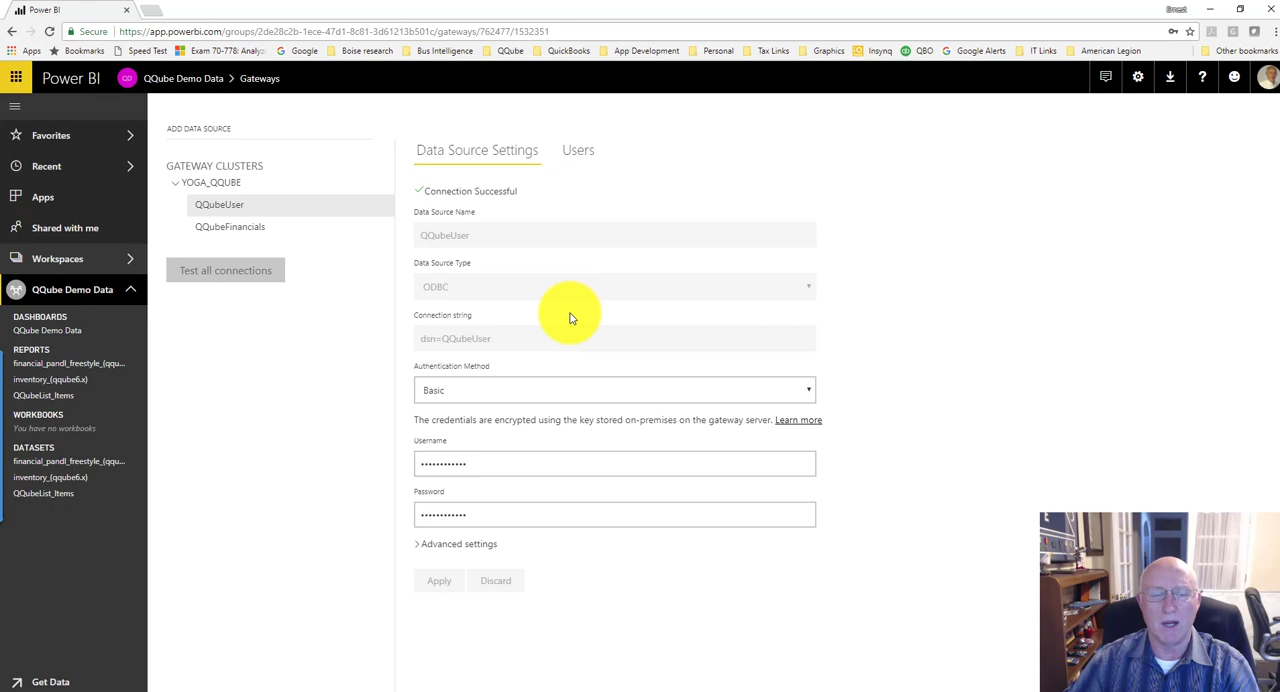 Power BI
Ernest
Secure
https://app.powerbi.com/groups/2de28c2b-1ece-47d1-8c81-3d61213b501c/gateways/762477/1532351
Apps
Bookmarks
Speed Test
Exam 70-778: Analyz
Google
Boise research
Bus Intelligence
QQube
QuickBooks
App Development
Personal
Tax Links
Graphics
Insynq
QBO
Google Alerts
IT Links
American Legion
Other bookmarks
Power BI
QD
QQube Demo Data > Gateways
Favorites
Recent
Apps
Shared with me
Workspaces
QQube Demo Data
DASHBOARDS
QQube Demo Data
REPORTS
financial_pandl_freestyle_(qqu...
inventory_(qqube6.x)
QQubeList_Items
WORKBOOKS
You have no workbooks
DATASETS
financial_pandl_freestyle_(qqu...
inventory_(qqube6.x)
QQubeList_Items
Get Data
ADD DATA SOURCE
GATEWAY CLUSTERS
YOGA_QQUBE
QQubeUser
QQubeFinancials
Test all connections
Data Source Settings
Users
Connection Successful
Data Source Name
QQubeUser
Data Source Type
ODBC
Connection string
dsn=QQubeUser
Authentication Method
Basic
The credentials are encrypted using the key stored on-premises on the gateway server. Learn more
Username
••••••••••••
Password
••••••••••••
Advanced settings
Apply
Discard